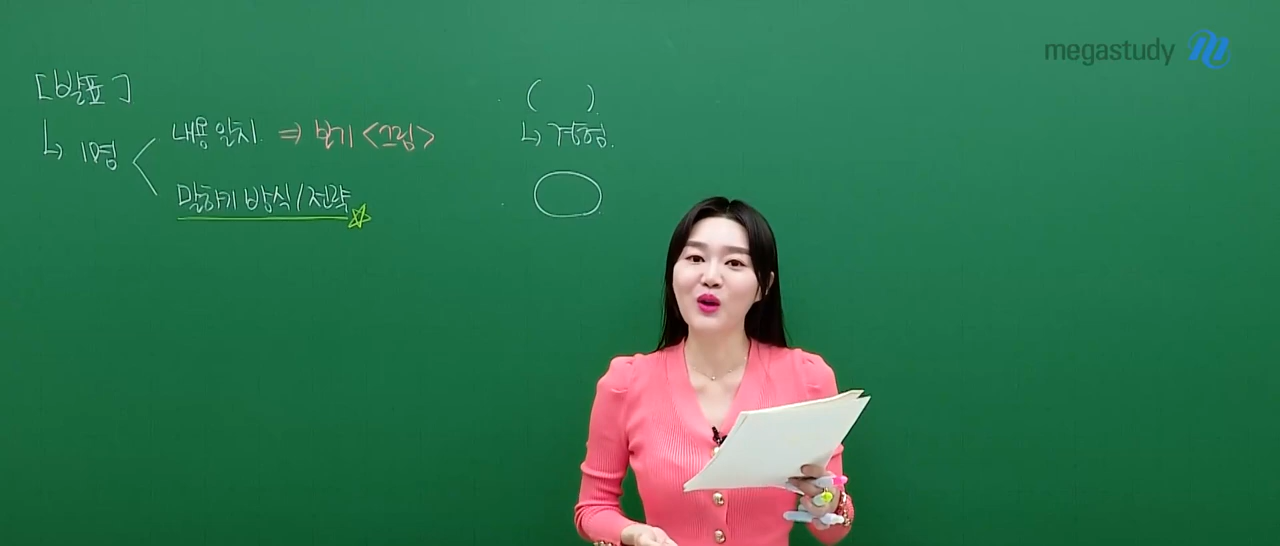 megastudy
[발표]
↳ 1명
내용 일치. ⇒ 보기 <그림>
말하기 방식/전략 ☆
( )
↳ 경청.